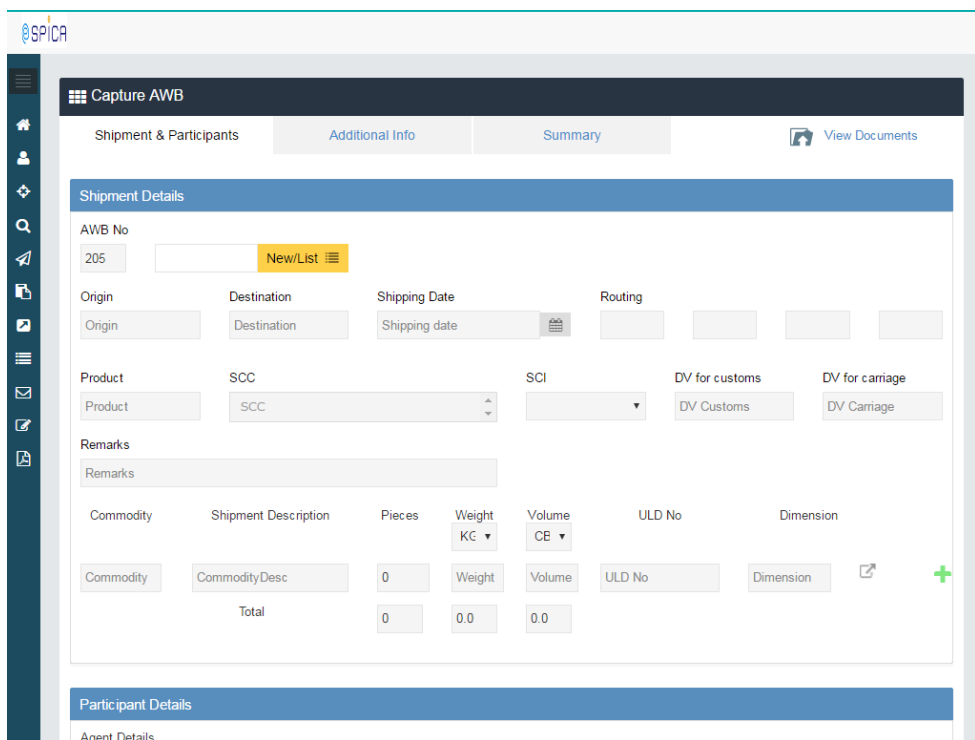 eSPICA
Capture AWB
Shipment & Participants Additional Info Summary View Documents
Shipment Details
AWB No
205 New/List
Origin Destination Shipping Date Routing
Origin Destination Shipping date
Product SCC SCI DV for customs DV for carriage
Product SCC DV Customs DV Carriage
Remarks
Remarks
Commodity Shipment Description Pieces Weight Volume ULD No Dimension
KG CB
Commodity CommodityDesc 0 Weight Volume ULD No Dimension
Total 0 0.0 0.0
Participant Details
Agent Details